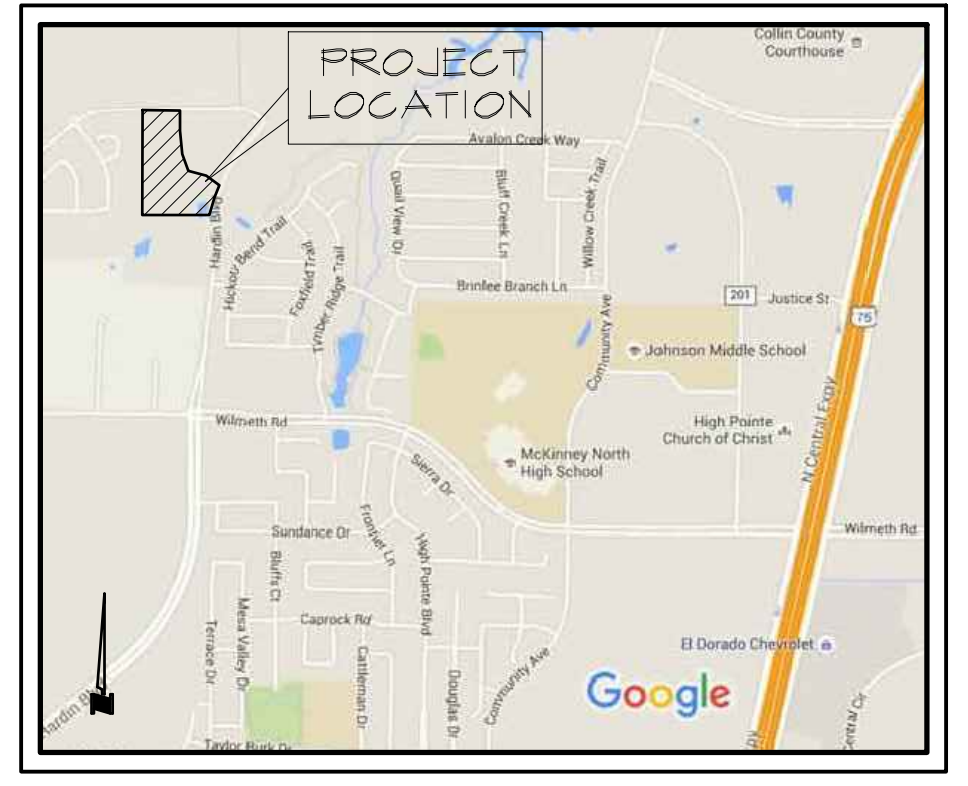 Collin County
Courthouse
PROJECT
LOCATION
Avalon Creek Way
Quail View Dr
Bluff Creek Ln
Willow Creek Trail
Hardin Blvd
Hickory Bend Trail
Foxfield Trail
Timber Ridge Trail
Brinlee Branch Ln
201
Justice St
75
Community Ave
Johnson Middle School
N Central Expy
Wilmeth Rd
High Pointe
Church of Christ
McKinney North
High School
Sierra Dr
Sundance Dr
Frontier Ln
High Pointe Blvd
Wilmeth Rd
Bluffs Ct
Mesa Valley Dr
Terrace Dr
Caprock Rd
Cattleman Dr
Douglas Dr
Community Ave
El Dorado Chevrolet
Google
Hardin
Taylor Burk Dr
entral Cir